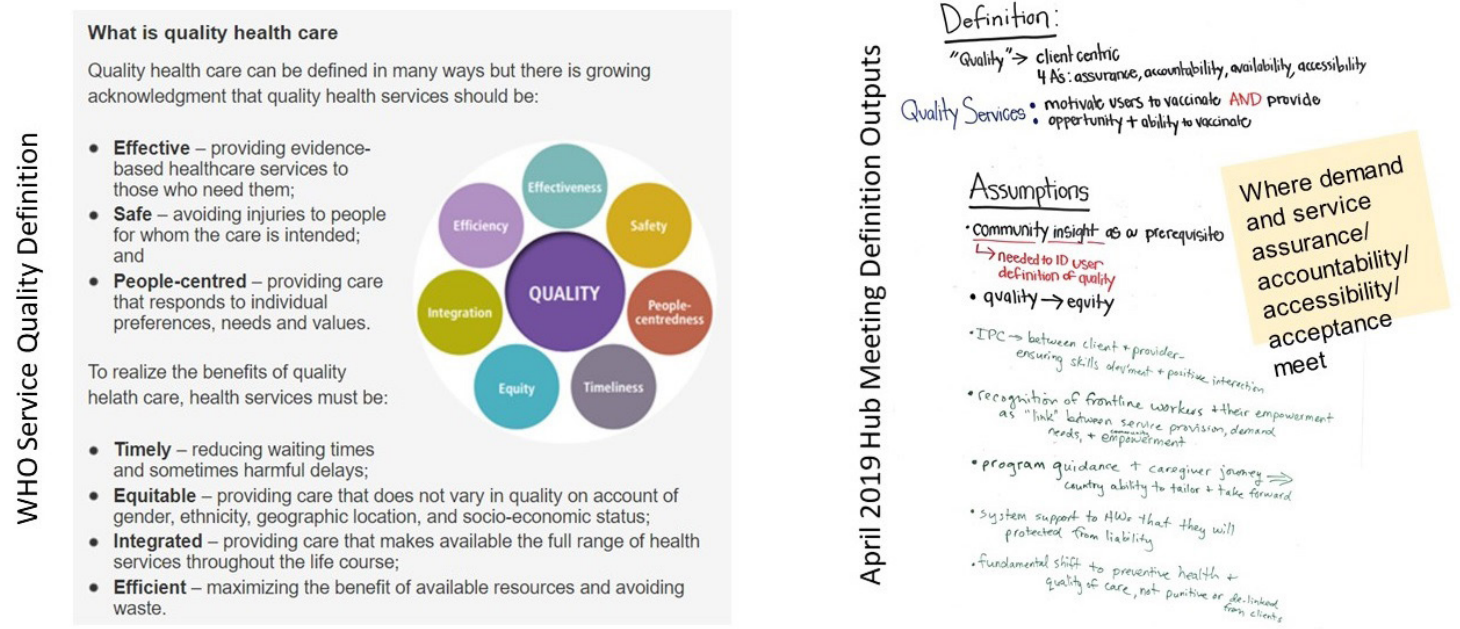 WHO Service Quality Definition
What is quality health care
Quality health care can be defined in many ways but there is growing
acknowledgment that quality health services should be:
● Effective – providing evidence-
based healthcare services to
those who need them;
● Safe – avoiding injuries to people
for whom the care is intended;
and
● People-centred – providing care
that responds to individual
preferences, needs and values.
To realize the benefits of quality
helath care, health services must be:
● Timely – reducing waiting times
and sometimes harmful delays;
● Equitable – providing care that does not vary in quality on account of
gender, ethnicity, geographic location, and socio-economic status;
● Integrated – providing care that makes available the full range of health
services throughout the life course;
● Efficient – maximizing the benefit of available resources and avoiding
waste.
Effectiveness
Efficiency
Safety
QUALITY
Integration
People-
centredness
Equity
Timeliness
April 2019 Hub Meeting Definition Outputs
Definition:
"Quality" → client centric
4 A's: assurance, accountability, availability, accessibility
Quality Services: motivate users to vaccinate AND provide
opportunity + ability to vaccinate
Assumptions
• community insight as a prerequisite
↳ needed to ID user
definition of quality
• quality → equity
• IPC → between client + provider –
ensuring skills + positive interaction
• recognition of frontline workers + their empowerment
as "link" between service provision, demand
needs, + community empowerment
• program guidance + caregiver journey ⇒
country ability to tailor + take forward
• system support to that they will
protected from liability
• fundamental shift to preventive health +
quality of care, not punitive or de-linked
from clients
Where demand
and service
assurance/
accountability/
accessibility/
acceptance
meet